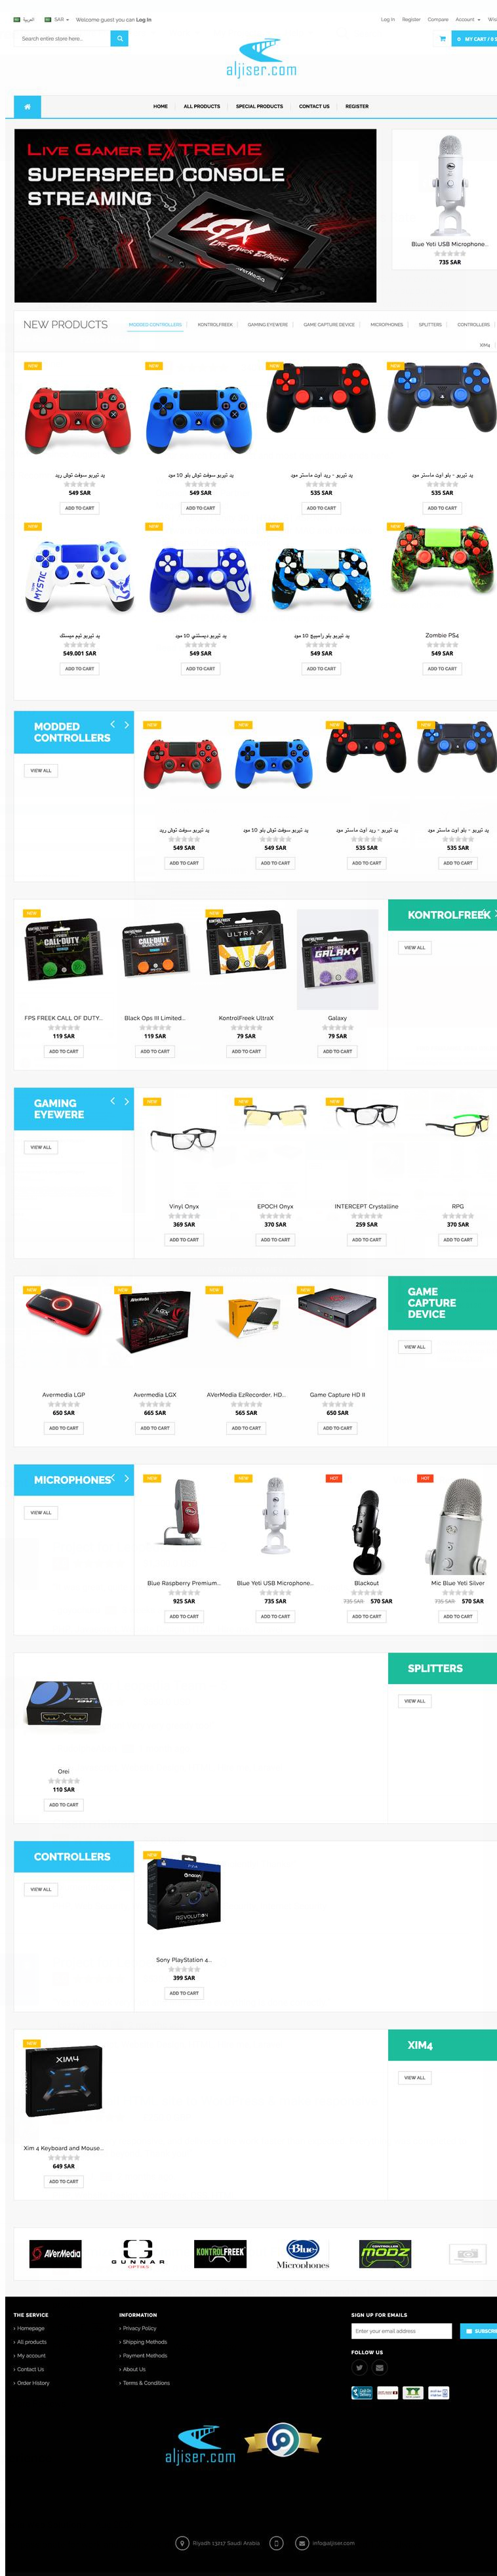 العربية SAR Welcome guest you can Log In
Log In Register Compare Account
Search entire store here...
0 MY CART / 0
aljiser.com
HOME ALL PRODUCTS SPECIAL PRODUCTS CONTACT US REGISTER
LIVE GAMER EXTREME
SUPERSPEED CONSOLE
STREAMING
LGX
Live Gamer Extreme
AVerMedia
Blue Yeti USB Microphone...
735 SAR
NEW PRODUCTS
MODDED CONTROLLERS KONTROLFREEK GAMING EYEWERE GAME CAPTURE DEVICE MICROPHONES SPLITTERS CONTROLLERS
XIM4
NEW NEW NEW NEW
يد تيربو سوفت توش ريد
549 SAR
ADD TO CART
يد تيربو سوفت توش بلو 10 مود
549 SAR
ADD TO CART
يد تيربو - ريد اوت ماستر مود
535 SAR
ADD TO CART
يد تيربو - بلو اوت ماستر مود
535 SAR
ADD TO CART
NEW NEW NEW NEW
MYSTIC
يد تيربو تيم ميستك
549.001 SAR
ADD TO CART
يد تيربو ديستني 10 مود
549 SAR
ADD TO CART
549 SAR
ADD TO CART
Zombie PS4
549 SAR
ADD TO CART
MODDED
CONTROLLERS
VIEW ALL
NEW NEW NEW NEW
يد تيربو سوفت توش ريد
549 SAR
ADD TO CART
يد تيربو سوفت توش بلو 10 مود
549 SAR
ADD TO CART
يد تيربو - ريد اوت ماستر مود
535 SAR
ADD TO CART
يد تيربو - بلو اوت ماستر مود
535 SAR
ADD TO CART
NEW NEW
CALL·DUTY
CALL·DUTY
ULTRA X
GALAXY
FPS FREEK CALL OF DUTY...
119 SAR
ADD TO CART
Black Ops III Limited...
119 SAR
ADD TO CART
KontrolFreek UltraX
79 SAR
ADD TO CART
Galaxy
79 SAR
ADD TO CART
KONTROLFREEK
VIEW ALL
GAMING
EYEWERE
VIEW ALL
NEW NEW NEW
Vinyl Onyx
369 SAR
ADD TO CART
EPOCH Onyx
370 SAR
ADD TO CART
INTERCEPT Crystalline
259 SAR
ADD TO CART
RPG
370 SAR
ADD TO CART
NEW NEW NEW NEW
LGX
Avermedia LGP
650 SAR
ADD TO CART
Avermedia LGX
665 SAR
ADD TO CART
AVerMedia EzRecorder, HD...
565 SAR
ADD TO CART
Game Capture HD II
650 SAR
ADD TO CART
GAME
CAPTURE
DEVICE
VIEW ALL
MICROPHONES
VIEW ALL
NEW NEW HOT HOT
Blue Raspberry Premium...
925 SAR
ADD TO CART
Blue Yeti USB Microphone...
735 SAR
ADD TO CART
Blackout
735 SAR 570 SAR
ADD TO CART
Mic Blue Yeti Silver
735 SAR 570 SAR
ADD TO CART
Orei
110 SAR
ADD TO CART
SPLITTERS
VIEW ALL
CONTROLLERS
VIEW ALL
NEW
nacon
REVOLUTION
Sony PlayStation 4...
399 SAR
ADD TO CART
NEW
XIM4
Xim 4 Keyboard and Mouse...
649 SAR
ADD TO CART
XIM4
VIEW ALL
AVerMedia
GUNNAR
OPTIKS
KONTROLFREEK
Blue
Microphones
CONTROLLER
MODZ
THE SERVICE
Homepage
All products
My account
Contact Us
Order History
INFORMATION
Privacy Policy
Shipping Methods
Payment Methods
About Us
Terms & Conditions
SIGN UP FOR EMAILS
Enter your email address
FOLLOW US
aljiser.com
Riyadh 13217 Saudi Arabia
info@aljiser.com